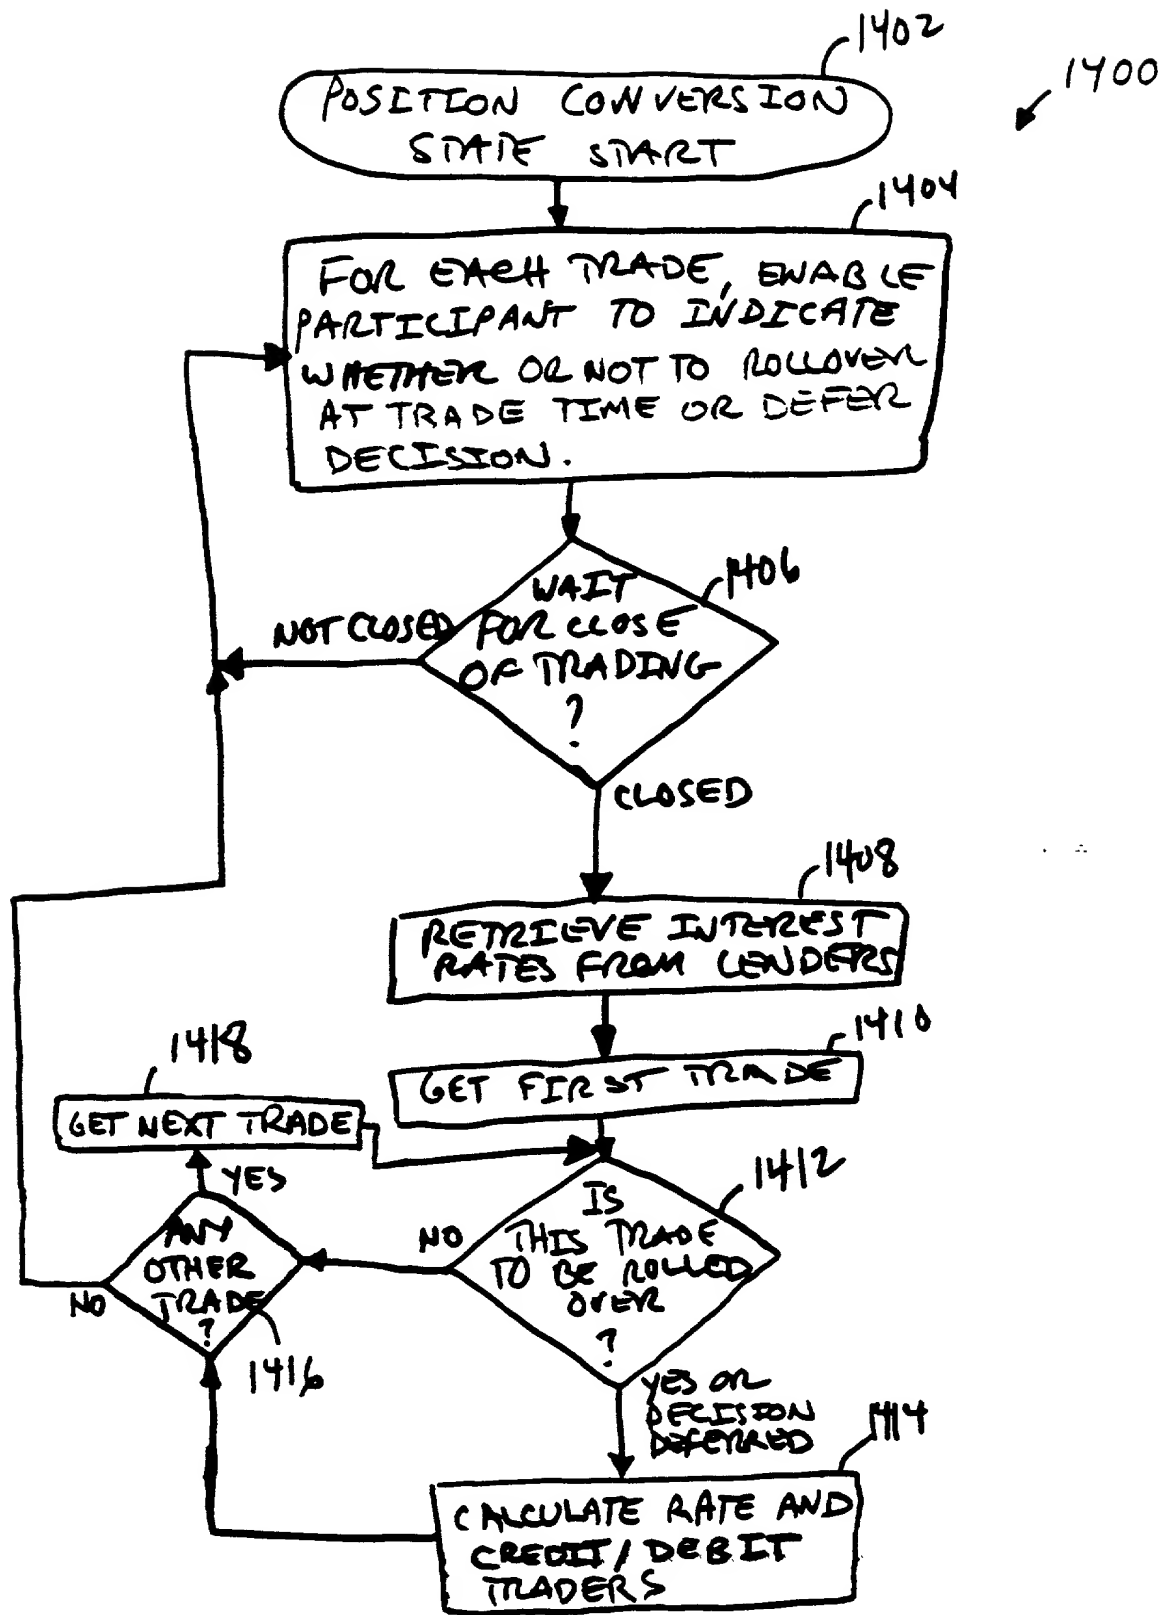 1402
1400
POSITION CONVERSION
STATE START
1404
FOR EACH TRADE, ENABLE
PARTICIPANT TO INDICATE
WHETHER OR NOT TO ROLLOVER
AT TRADE TIME OR DEFER
DECISION.
1406
WAIT
NOT CLOSED FOR CLOSE
OF TRADING
?
CLOSED
1408
RETRIEVE INTEREST
RATES FROM LENDERS
1410
GET FIRST TRADE
1418
GET NEXT TRADE
YES
1412
IS
THIS TRADE
TO BE ROLLED
OVER
?
NO
ANY
OTHER
TRADE
?
NO
1416
YES OR
DECISION
DEFERRED
1414
CALCULATE RATE AND
CREDIT/DEBIT
TRADERS